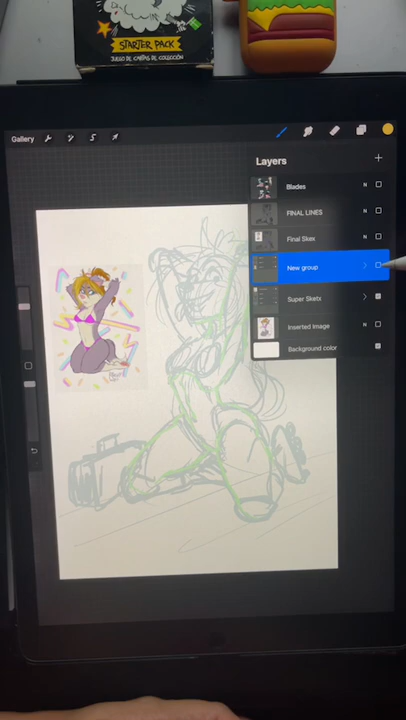 STARTER PACK
JUEGO DE CARTAS DE COLECCIÓN
Gallery
Layers
Blades
N
FINAL LINES
N
Final Skex
N
New group
Super Sketx
Inserted Image
N
Background color